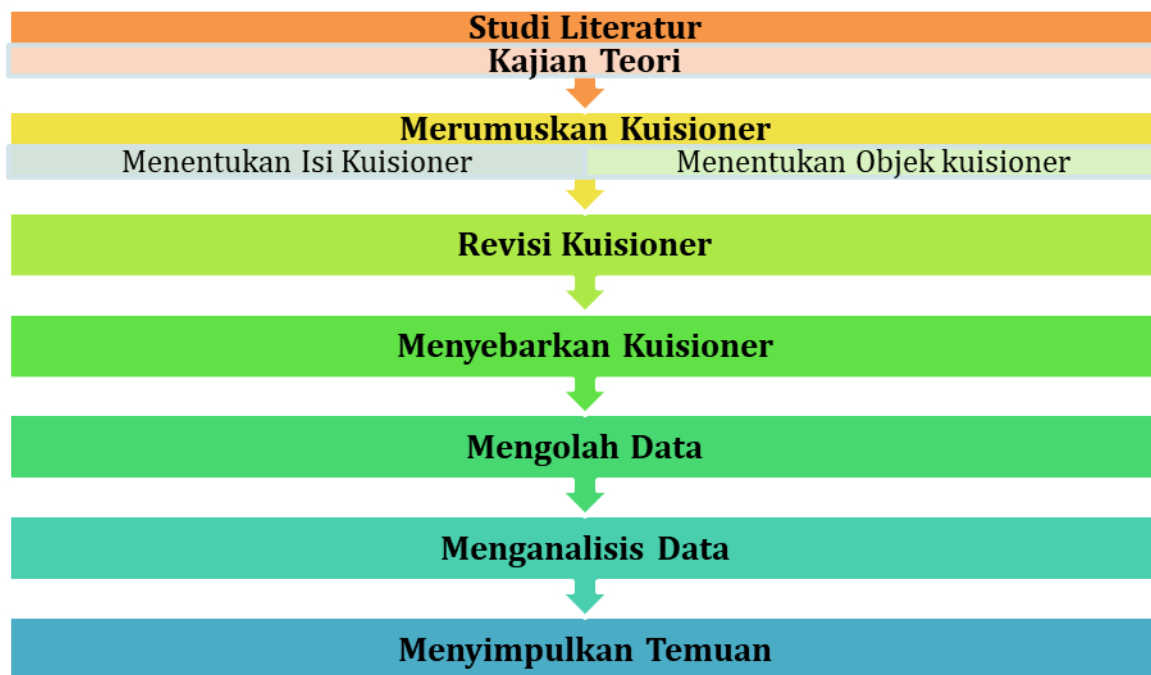 Studi Literatur
Kajian Teori
Merumuskan Kuisioner
Menentukan Isi Kuisioner
Menentukan Objek kuisioner
Revisi Kuisioner
Menyebarkan Kuisioner
Mengolah Data
Menganalisis Data
Menyimpulkan Temuan